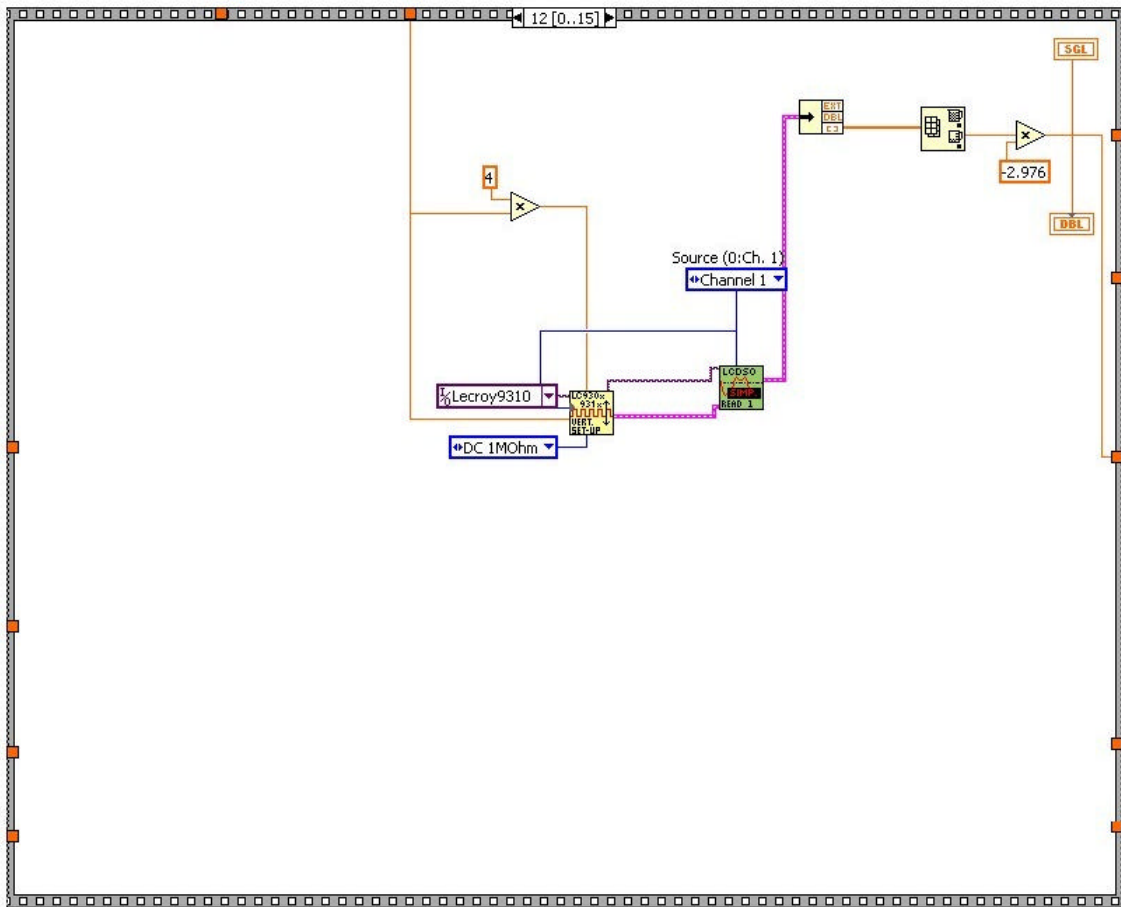 12 [0..15]
SGL
EXT
DBL
[ ]
x
-2.976
4
x
DBL
Source (0:Ch. 1)
Channel 1
LCDSO
SIMP.
READ 1
I/O Lecroy9310
LC930x
931x
VERT.
SET-UP
DC 1MOhm